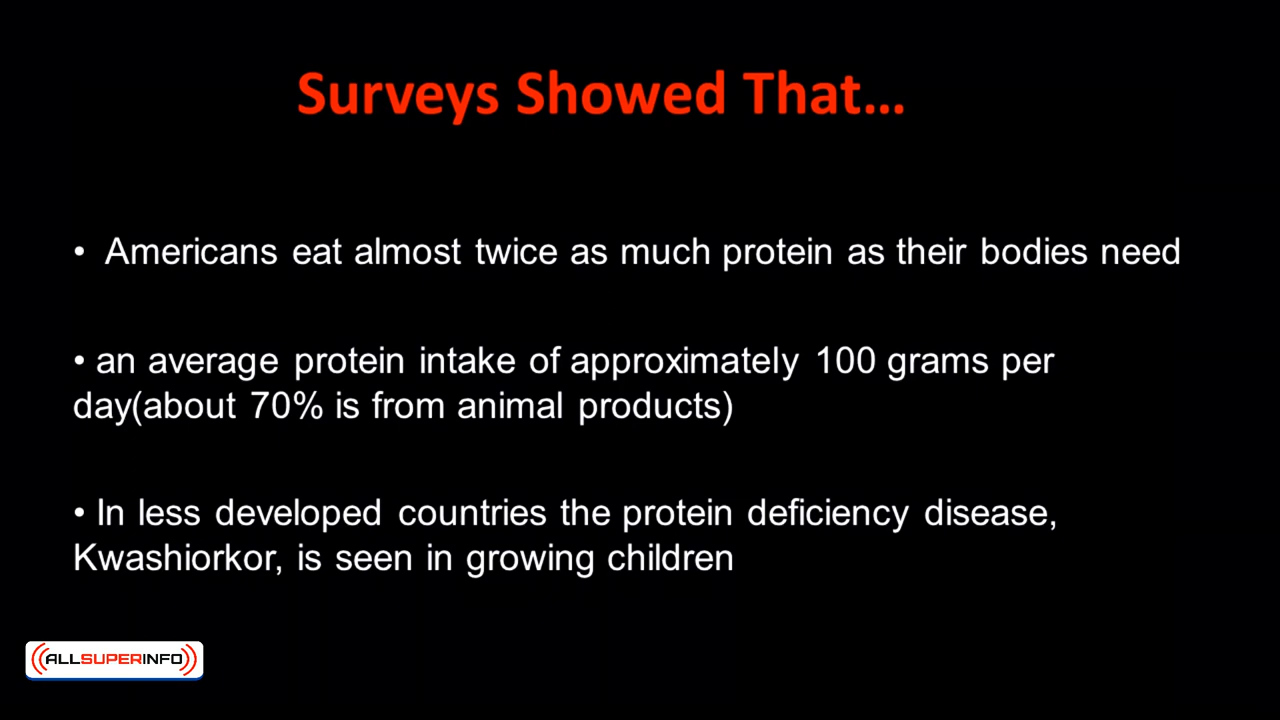 Surveys Showed That...
• Americans eat almost twice as much protein as their bodies need
• an average protein intake of approximately 100 grams per
day(about 70% is from animal products)
• In less developed countries the protein deficiency disease,
Kwashiorkor, is seen in growing children
ALLSUPERINFO